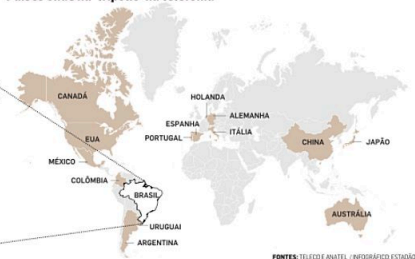 CANADÁ
HOLANDA
ALEMANHA
ESPANHA
ITÁLIA
PORTUGAL
EUA
CHINA
JAPÃO
MÉXICO
COLÔMBIA
BRASIL
AUSTRÁLIA
URUGUAI
ARGENTINA
FONTES: TELECO E ANATEL / INFOGRÁFICO ESTADÃO